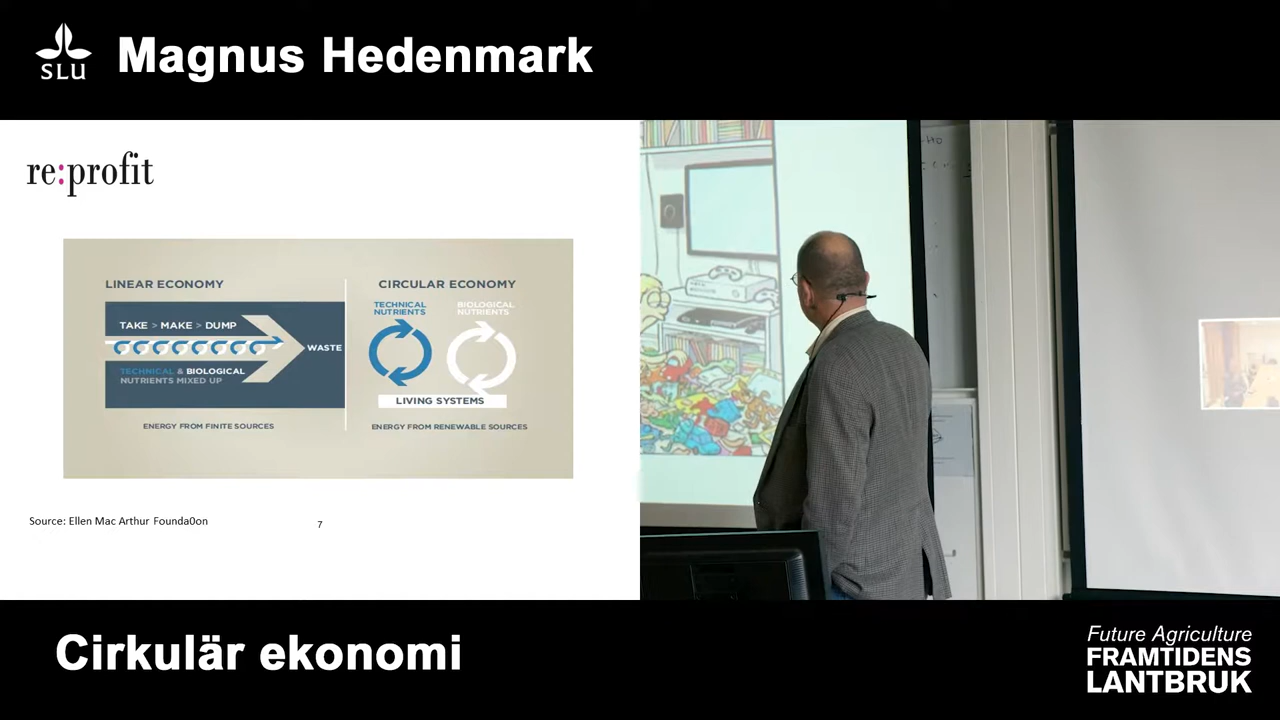 SLU
Magnus Hedenmark
re:profit
LINEAR ECONOMY
TAKE > MAKE > DUMP
WASTE
TECHNICAL & BIOLOGICAL
NUTRIENTS MIXED UP
ENERGY FROM FINITE SOURCES
CIRCULAR ECONOMY
TECHNICAL
NUTRIENTS
BIOLOGICAL
NUTRIENTS
LIVING SYSTEMS
ENERGY FROM RENEWABLE SOURCES
Source: Ellen Mac Arthur Founda0on
7
Cirkulär ekonomi
Future Agriculture
FRAMTIDENS
LANTBRUK